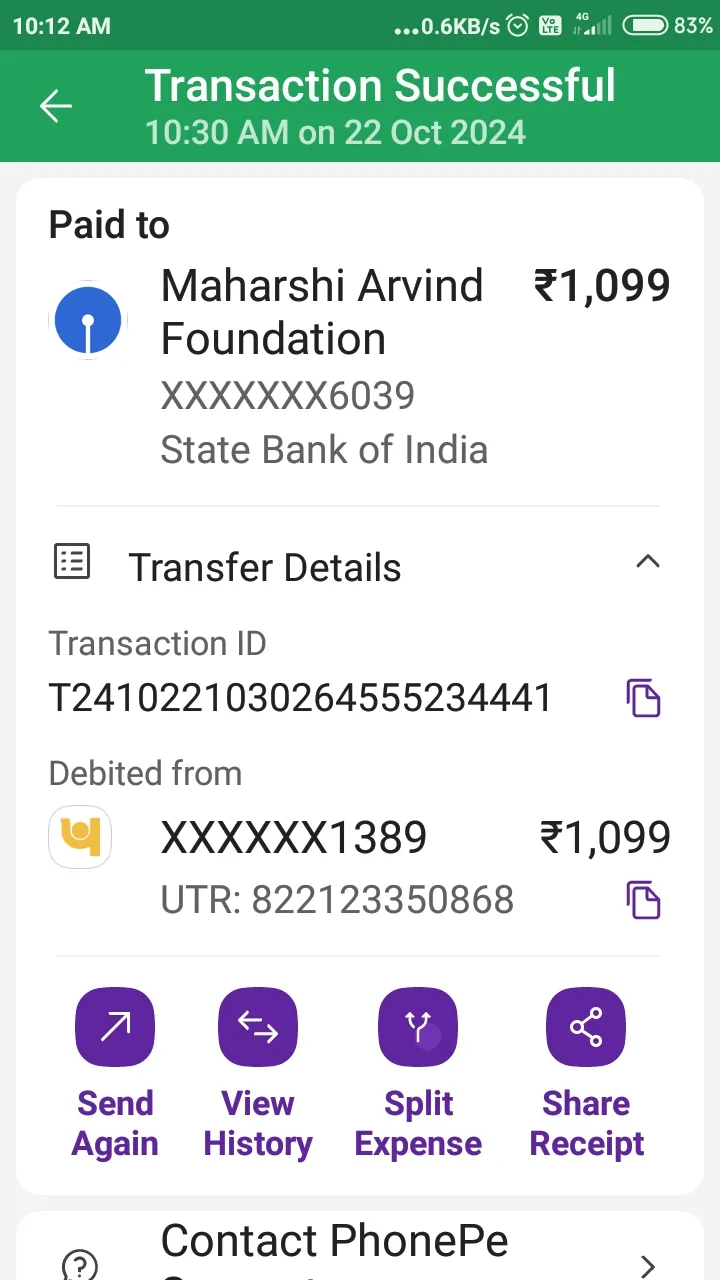 10:12 AM
...0.6KB/s Vo LTE 4G 83%
Transaction Successful
10:30 AM on 22 Oct 2024
Paid to
Maharshi Arvind ₹1,099
Foundation
XXXXXXX6039
State Bank of India
Transfer Details
Transaction ID
T2410221030264555234441
Debited from
XXXXXX1389 ₹1,099
UTR: 822123350868
Send Again
View History
Split Expense
Share Receipt
Contact PhonePe